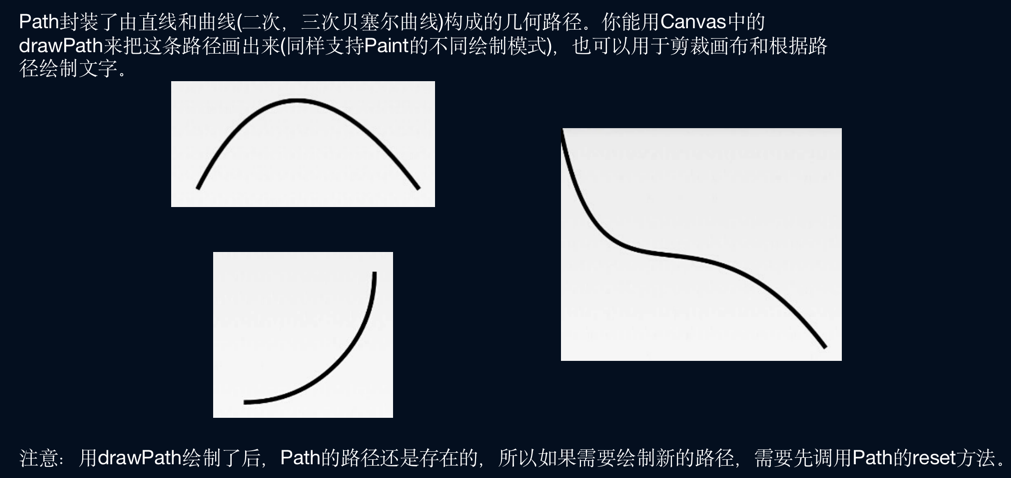 Path封装了由直线和曲线(二次，三次贝塞尔曲线)构成的几何路径。你能用Canvas中的
drawPath来把这条路径画出来(同样支持Paint的不同绘制模式)，也可以用于剪裁画布和根据路
径绘制文字。
注意：用drawPath绘制了后，Path的路径还是存在的，所以如果需要绘制新的路径，需要先调用Path的reset方法。